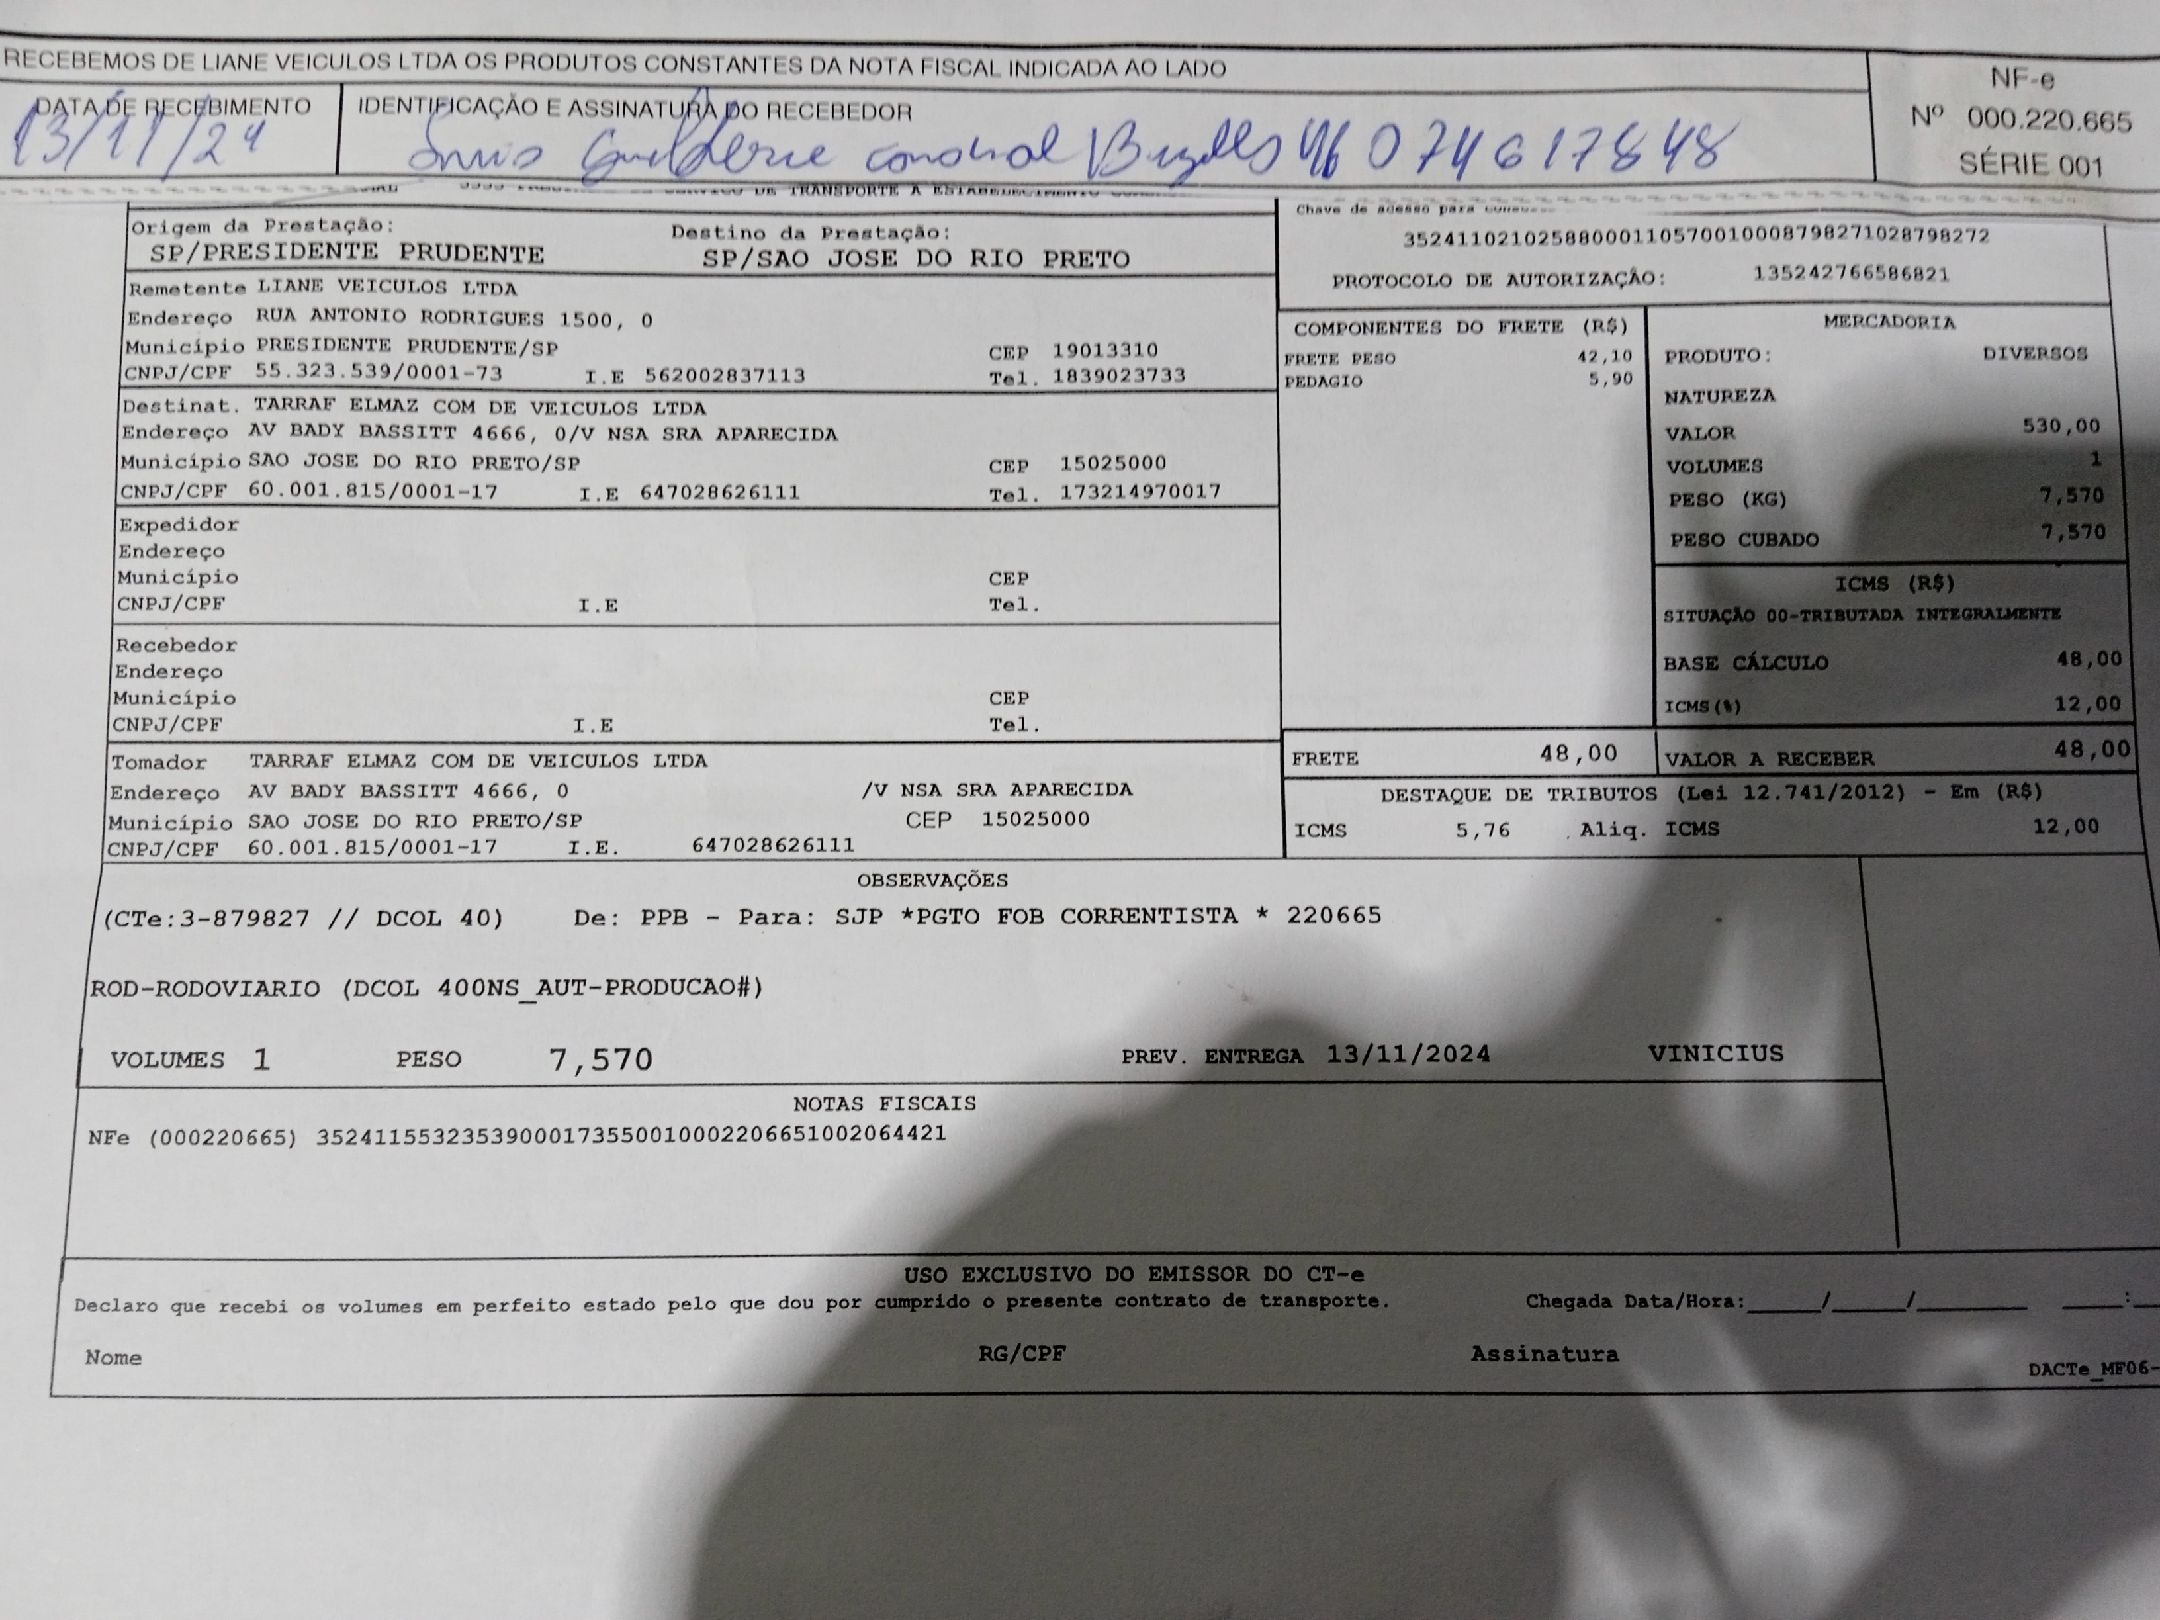 RECEBEMOS DE LIANE VEICULOS LTDA OS PRODUTOS CONSTANTES DA NOTA FISCAL INDICADA AO LADO
NF-e
Nº 000.220.665
SÉRIE 001
DATA DE RECEBIMENTO
IDENTIFICAÇÃO E ASSINATURA DO RECEBEDOR
13/11/24
074617848
DE TRANSPORTE A ESTABELECIMENTO
Origem da Prestação:
SP/PRESIDENTE PRUDENTE
Destino da Prestação:
SP/SAO JOSE DO RIO PRETO
Chave de acesso para
35241102102588000110570010008798271028798272
PROTOCOLO DE AUTORIZAÇÃO: 135242766586821
Remetente LIANE VEICULOS LTDA
Endereço RUA ANTONIO RODRIGUES 1500, 0
Município PRESIDENTE PRUDENTE/SP CEP 19013310
CNPJ/CPF 55.323.539/0001-73 I.E 562002837113 Tel. 1839023733
Destinat. TARRAF ELMAZ COM DE VEICULOS LTDA
Endereço AV BADY BASSITT 4666, 0/V NSA SRA APARECIDA
Município SAO JOSE DO RIO PRETO/SP CEP 15025000
CNPJ/CPF 60.001.815/0001-17 I.E 647028626111 Tel. 173214970017
Expedidor
Endereço
Município CEP
CNPJ/CPF I.E Tel.
Recebedor
Endereço
Município CEP
CNPJ/CPF I.E Tel.
Tomador TARRAF ELMAZ COM DE VEICULOS LTDA
Endereço AV BADY BASSITT 4666, 0 /V NSA SRA APARECIDA
Município SAO JOSE DO RIO PRETO/SP CEP 15025000
CNPJ/CPF 60.001.815/0001-17 I.E. 647028626111
COMPONENTES DO FRETE (R$)
FRETE PESO 42,10
PEDAGIO 5,90
MERCADORIA
PRODUTO: DIVERSOS
NATUREZA
VALOR 530,00
VOLUMES 1
PESO (KG) 7,570
PESO CUBADO 7,570
ICMS (R$)
SITUAÇÃO 00-TRIBUTADA INTEGRALMENTE
BASE CÁLCULO 48,00
ICMS(%) 12,00
FRETE 48,00
VALOR A RECEBER 48,00
DESTAQUE DE TRIBUTOS (Lei 12.741/2012) - Em (R$)
ICMS 5,76 Aliq. ICMS 12,00
OBSERVAÇÕES
(CTe:3-879827 // DCOL 40) De: PPB - Para: SJP *PGTO FOB CORRENTISTA * 220665
ROD-RODOVIARIO (DCOL 400NS_AUT-PRODUCAO#)
VOLUMES 1 PESO 7,570 PREV. ENTREGA 13/11/2024 VINICIUS
NOTAS FISCAIS
NFe (000220665) 35241155323539000173550010002206651002064421
USO EXCLUSIVO DO EMISSOR DO CT-e
Declaro que recebi os volumes em perfeito estado pelo que dou por cumprido o presente contrato de transporte. Chegada Data/Hora:_____/_____/_______ ____:__
Nome RG/CPF Assinatura
DACTe_MF06-